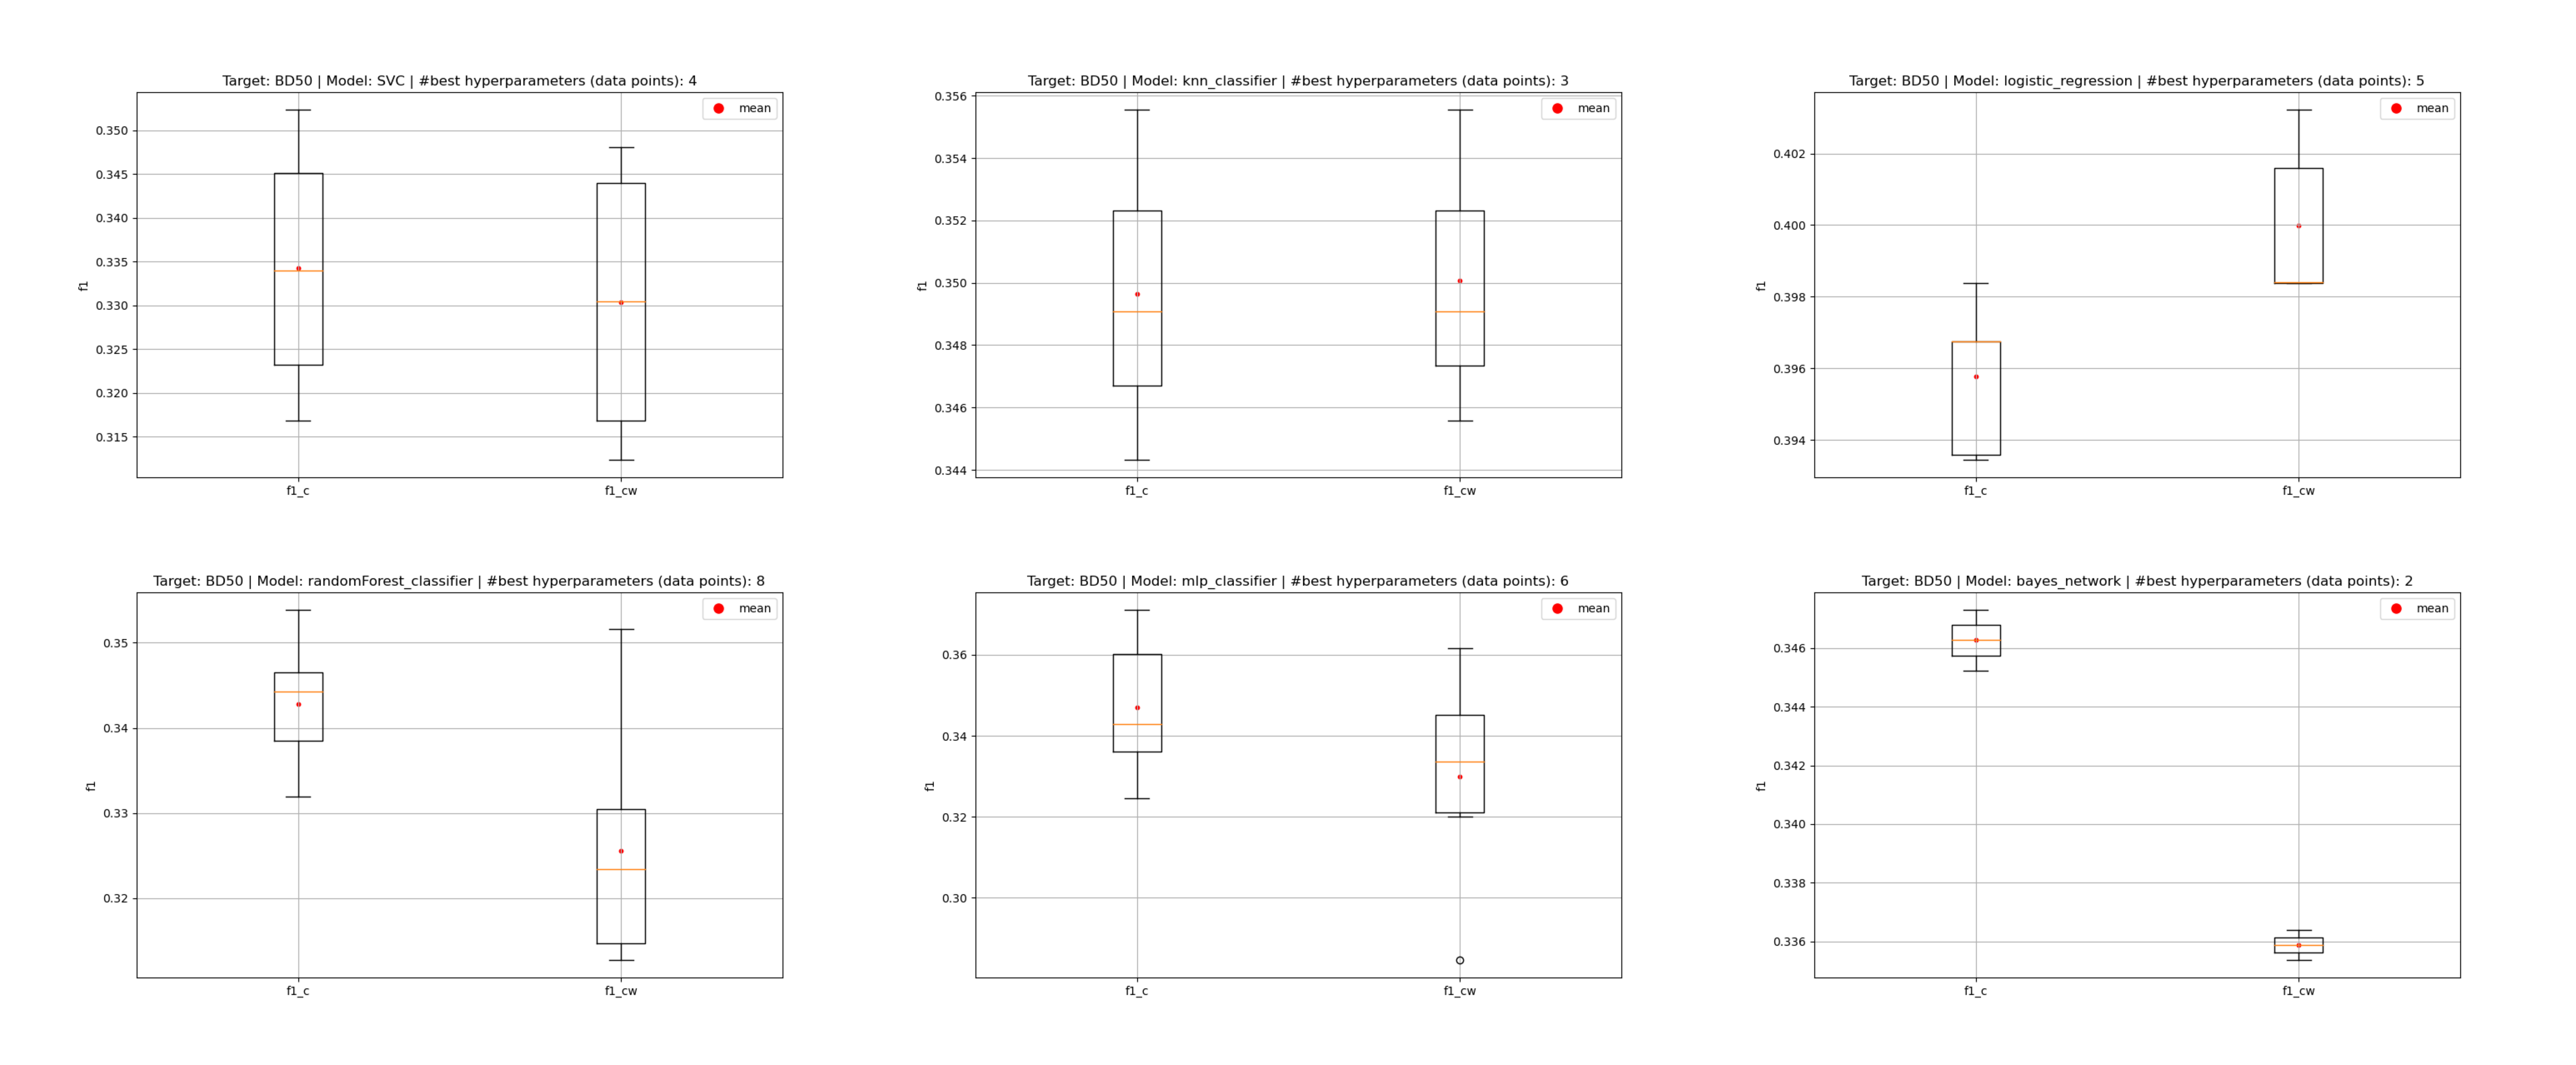 Target: BD50 | Model: SVC | #best hyperparameters (data points): 4
mean
0.350
0.345
0.340
0.335
0.330
0.325
0.320
0.315
f1
f1_c
f1_cw
Target: BD50 | Model: knn_classifier | #best hyperparameters (data points): 3
mean
0.356
0.354
0.352
0.350
0.348
0.346
0.344
f1
f1_c
f1_cw
Target: BD50 | Model: logistic_regression | #best hyperparameters (data points): 5
mean
0.402
0.400
0.398
0.396
0.394
f1
f1_c
f1_cw
Target: BD50 | Model: randomForest_classifier | #best hyperparameters (data points): 8
mean
0.35
0.34
0.33
0.32
f1
f1_c
f1_cw
Target: BD50 | Model: mlp_classifier | #best hyperparameters (data points): 6
mean
0.36
0.34
0.32
0.30
f1
f1_c
f1_cw
Target: BD50 | Model: bayes_network | #best hyperparameters (data points): 2
mean
0.346
0.344
0.342
0.340
0.338
0.336
f1
f1_c
f1_cw